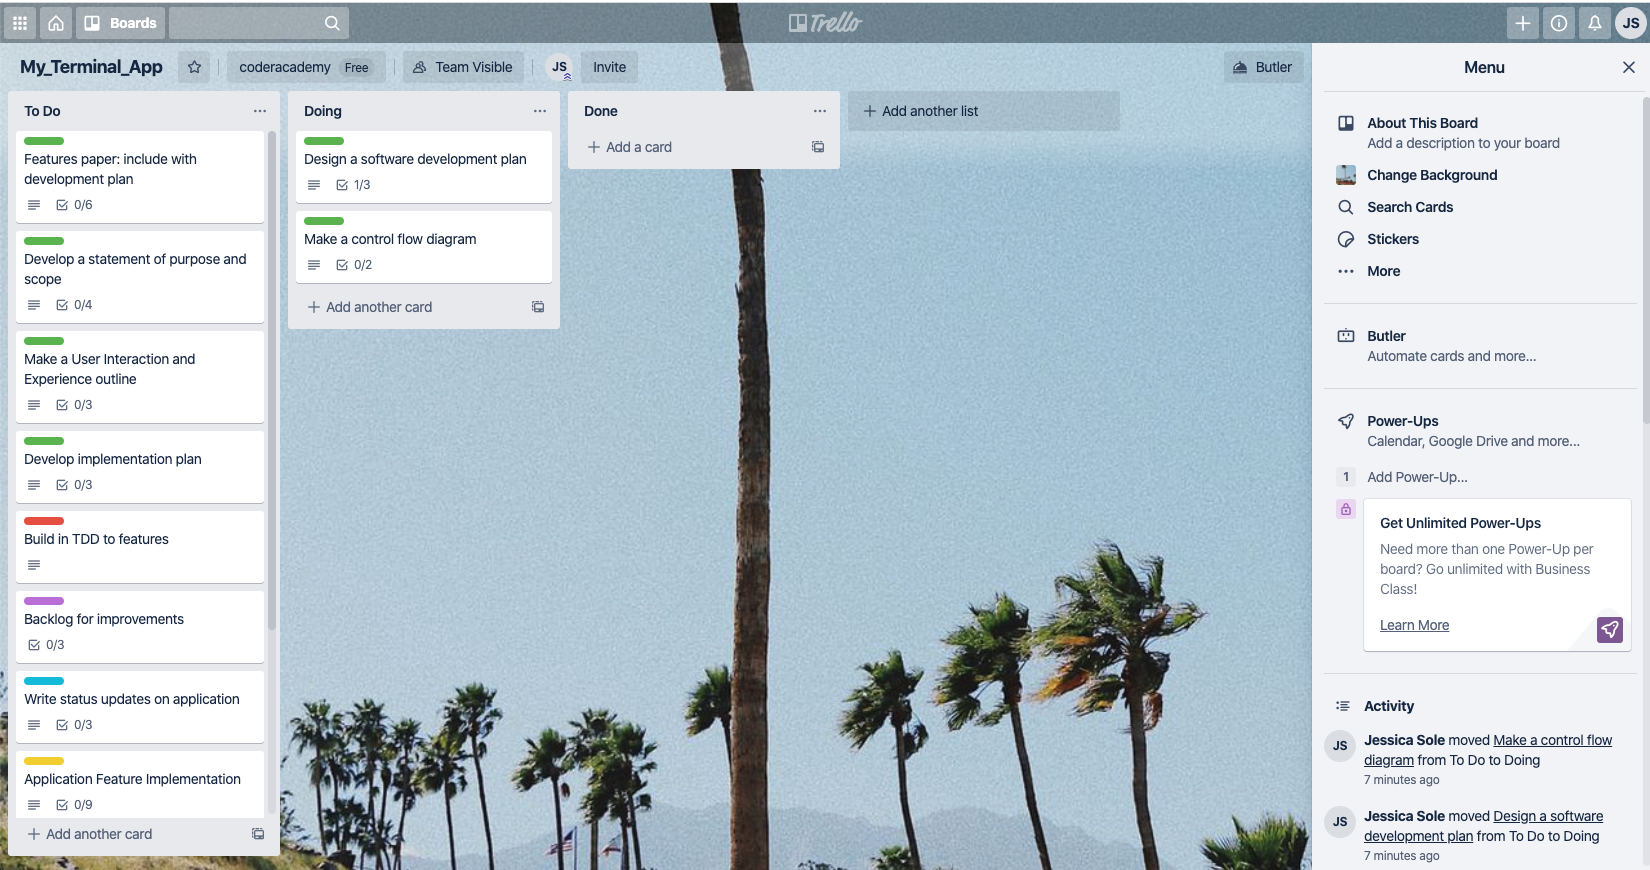 Boards
Trello
JS
My_Terminal_App
coderacademy Free
Team Visible
JS
Invite
Butler
To Do
Features paper: include with
development plan
0/6
Develop a statement of purpose and
scope
0/4
Make a User Interaction and
Experience outline
0/3
Develop implementation plan
0/3
Build in TDD to features
Backlog for improvements
0/3
Write status updates on application
0/3
Application Feature Implementation
0/9
Add another card
Doing
Design a software development plan
1/3
Make a control flow diagram
0/2
Add another card
Done
Add a card
Add another list
Menu
About This Board
Add a description to your board
Change Background
Search Cards
Stickers
More
Butler
Automate cards and more...
Power-Ups
Calendar, Google Drive and more...
1 Add Power-Up...
Get Unlimited Power-Ups
Need more than one Power-Up per
board? Go unlimited with Business
Class!
Learn More
Activity
JS
Jessica Sole moved Make a control flow
diagram from To Do to Doing
7 minutes ago
JS
Jessica Sole moved Design a software
development plan from To Do to Doing
7 minutes ago